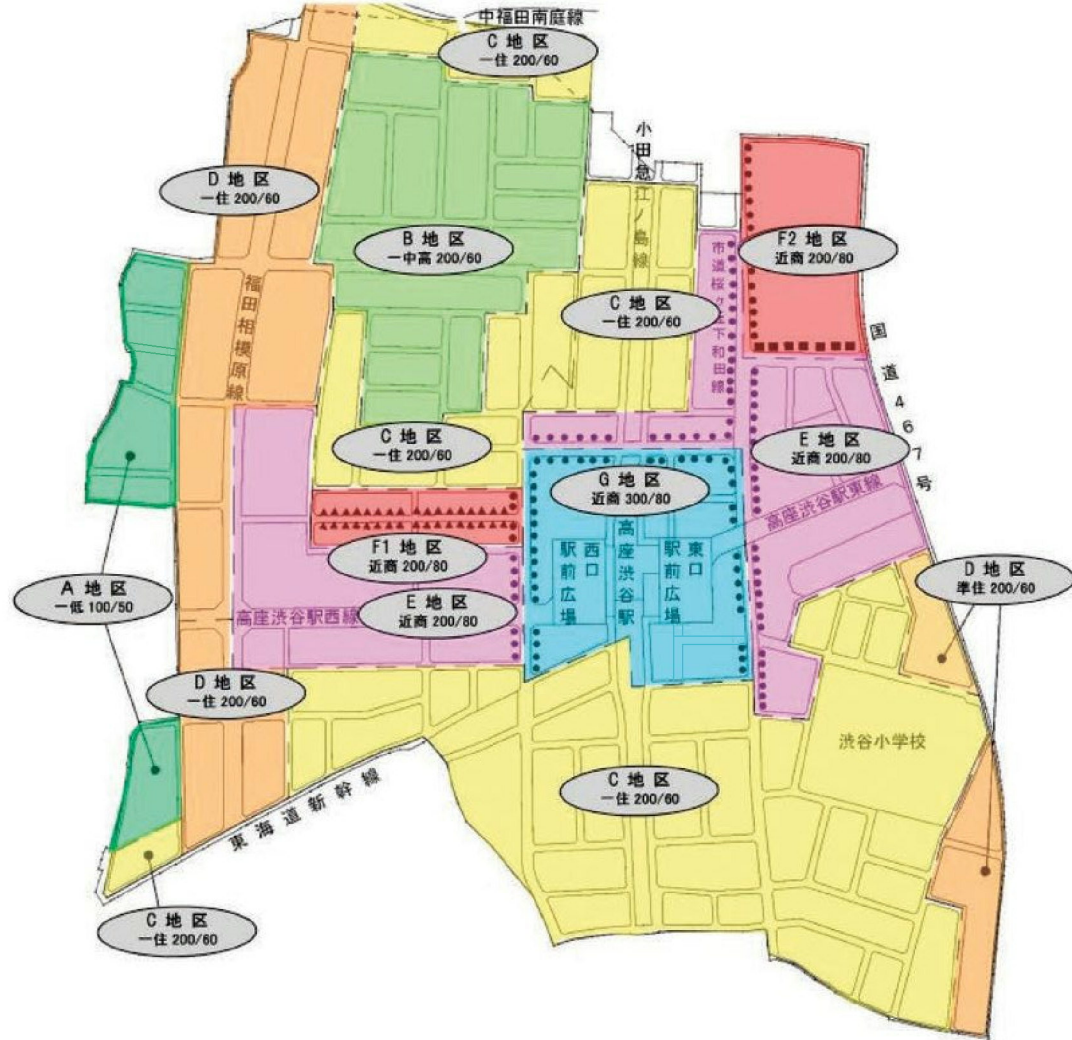 中福田南庭線
C 地 区
一住 200/60
小田急江ノ島線
D 地 区
一住 200/60
B 地 区
一中高 200/60
F2 地 区
近商 200/80
福田相模原線
C 地 区
一住 200/60
市道桜ケ丘下和田線
国道467号
C 地 区
一住 200/60
E 地 区
近商 200/80
G 地 区
近商 300/80
高座渋谷駅東線
F1 地 区
近商 200/80
西口
駅前広場
高座渋谷駅
東口
駅前広場
A 地 区
一低 100/50
D 地 区
準住 200/60
E 地 区
近商 200/80
高座渋谷駅西線
D 地 区
一住 200/60
渋谷小学校
C 地 区
一住 200/60
東海道新幹線
C 地 区
一住 200/60